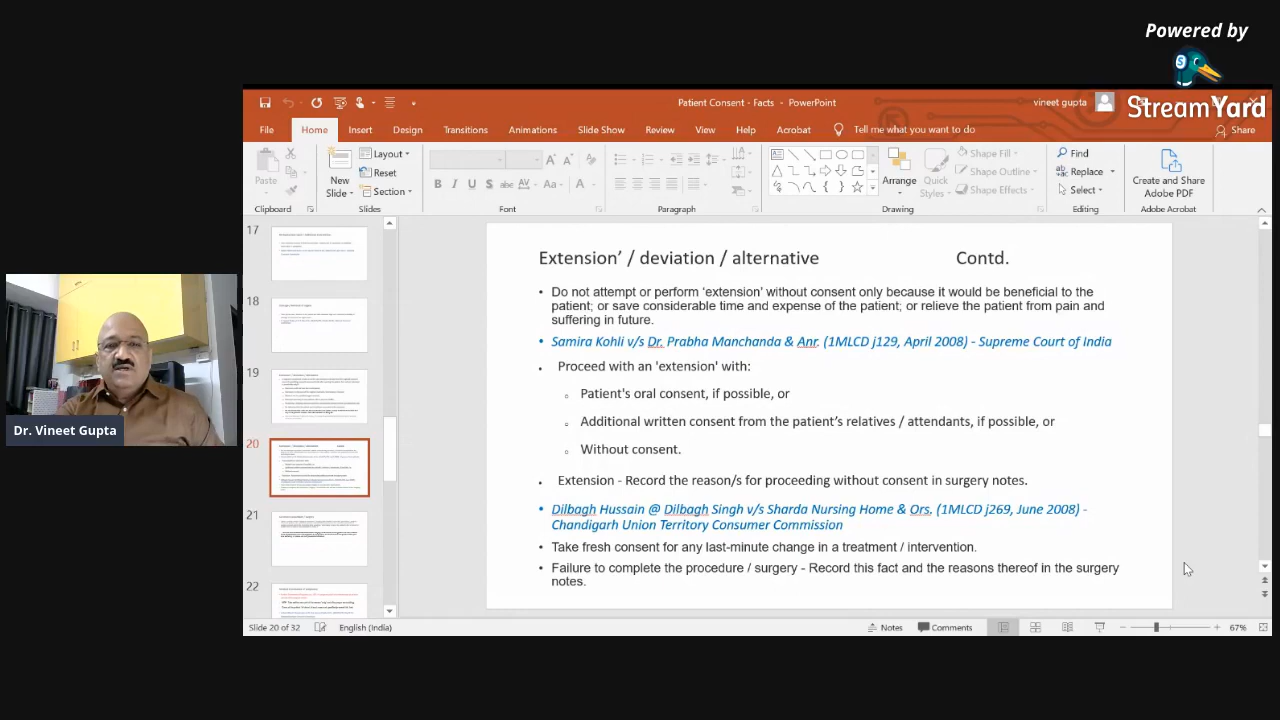 Powered by
StreamYard
Patient Consent - Facts - PowerPoint
vineet gupta
File Home Insert Design Transitions Animations Slide Show Review View Help Acrobat Tell me what you want to do Share
Paste
New Slide
Layout
Reset
Section
B I U S abc AV Aa A
Arrange
Quick Styles
Shape Fill
Shape Outline
Shape Effects
Find
Replace
Select
Create and Share Adobe PDF
Clipboard Slides Font Paragraph Drawing Editing Adobe Acrobat
17
18
19
20
21
22
Extension’ / deviation / alternative Contd.
• Do not attempt or perform ‘extension’ without consent only because it would be beneficial to the
patient; or save considerable time and expense of the patient; or relieve the patient from pain and
suffering in future.
• Samira Kohli v/s Dr. Prabha Manchanda & Anr. (1MLCD j129, April 2008) - Supreme Court of India
• Proceed with an 'extension' with:
Patient's oral consent, if possible, or
Additional written consent from the patient’s relatives / attendants, if possible, or
Without consent.
• Extension - Record the reason/s for proceeding without consent in surgery notes.
• Dilbagh Hussain @ Dilbagh Singh v/s Sharda Nursing Home & Ors. (1MLCD j269, June 2008) -
Chandigarh Union Territory Consumer Commission
• Take fresh consent for any last-minute change in a treatment / intervention.
• Failure to complete the procedure / surgery - Record this fact and the reasons thereof in the surgery
notes.
Dr. Vineet Gupta
Slide 20 of 32 English (India) Notes Comments 67%